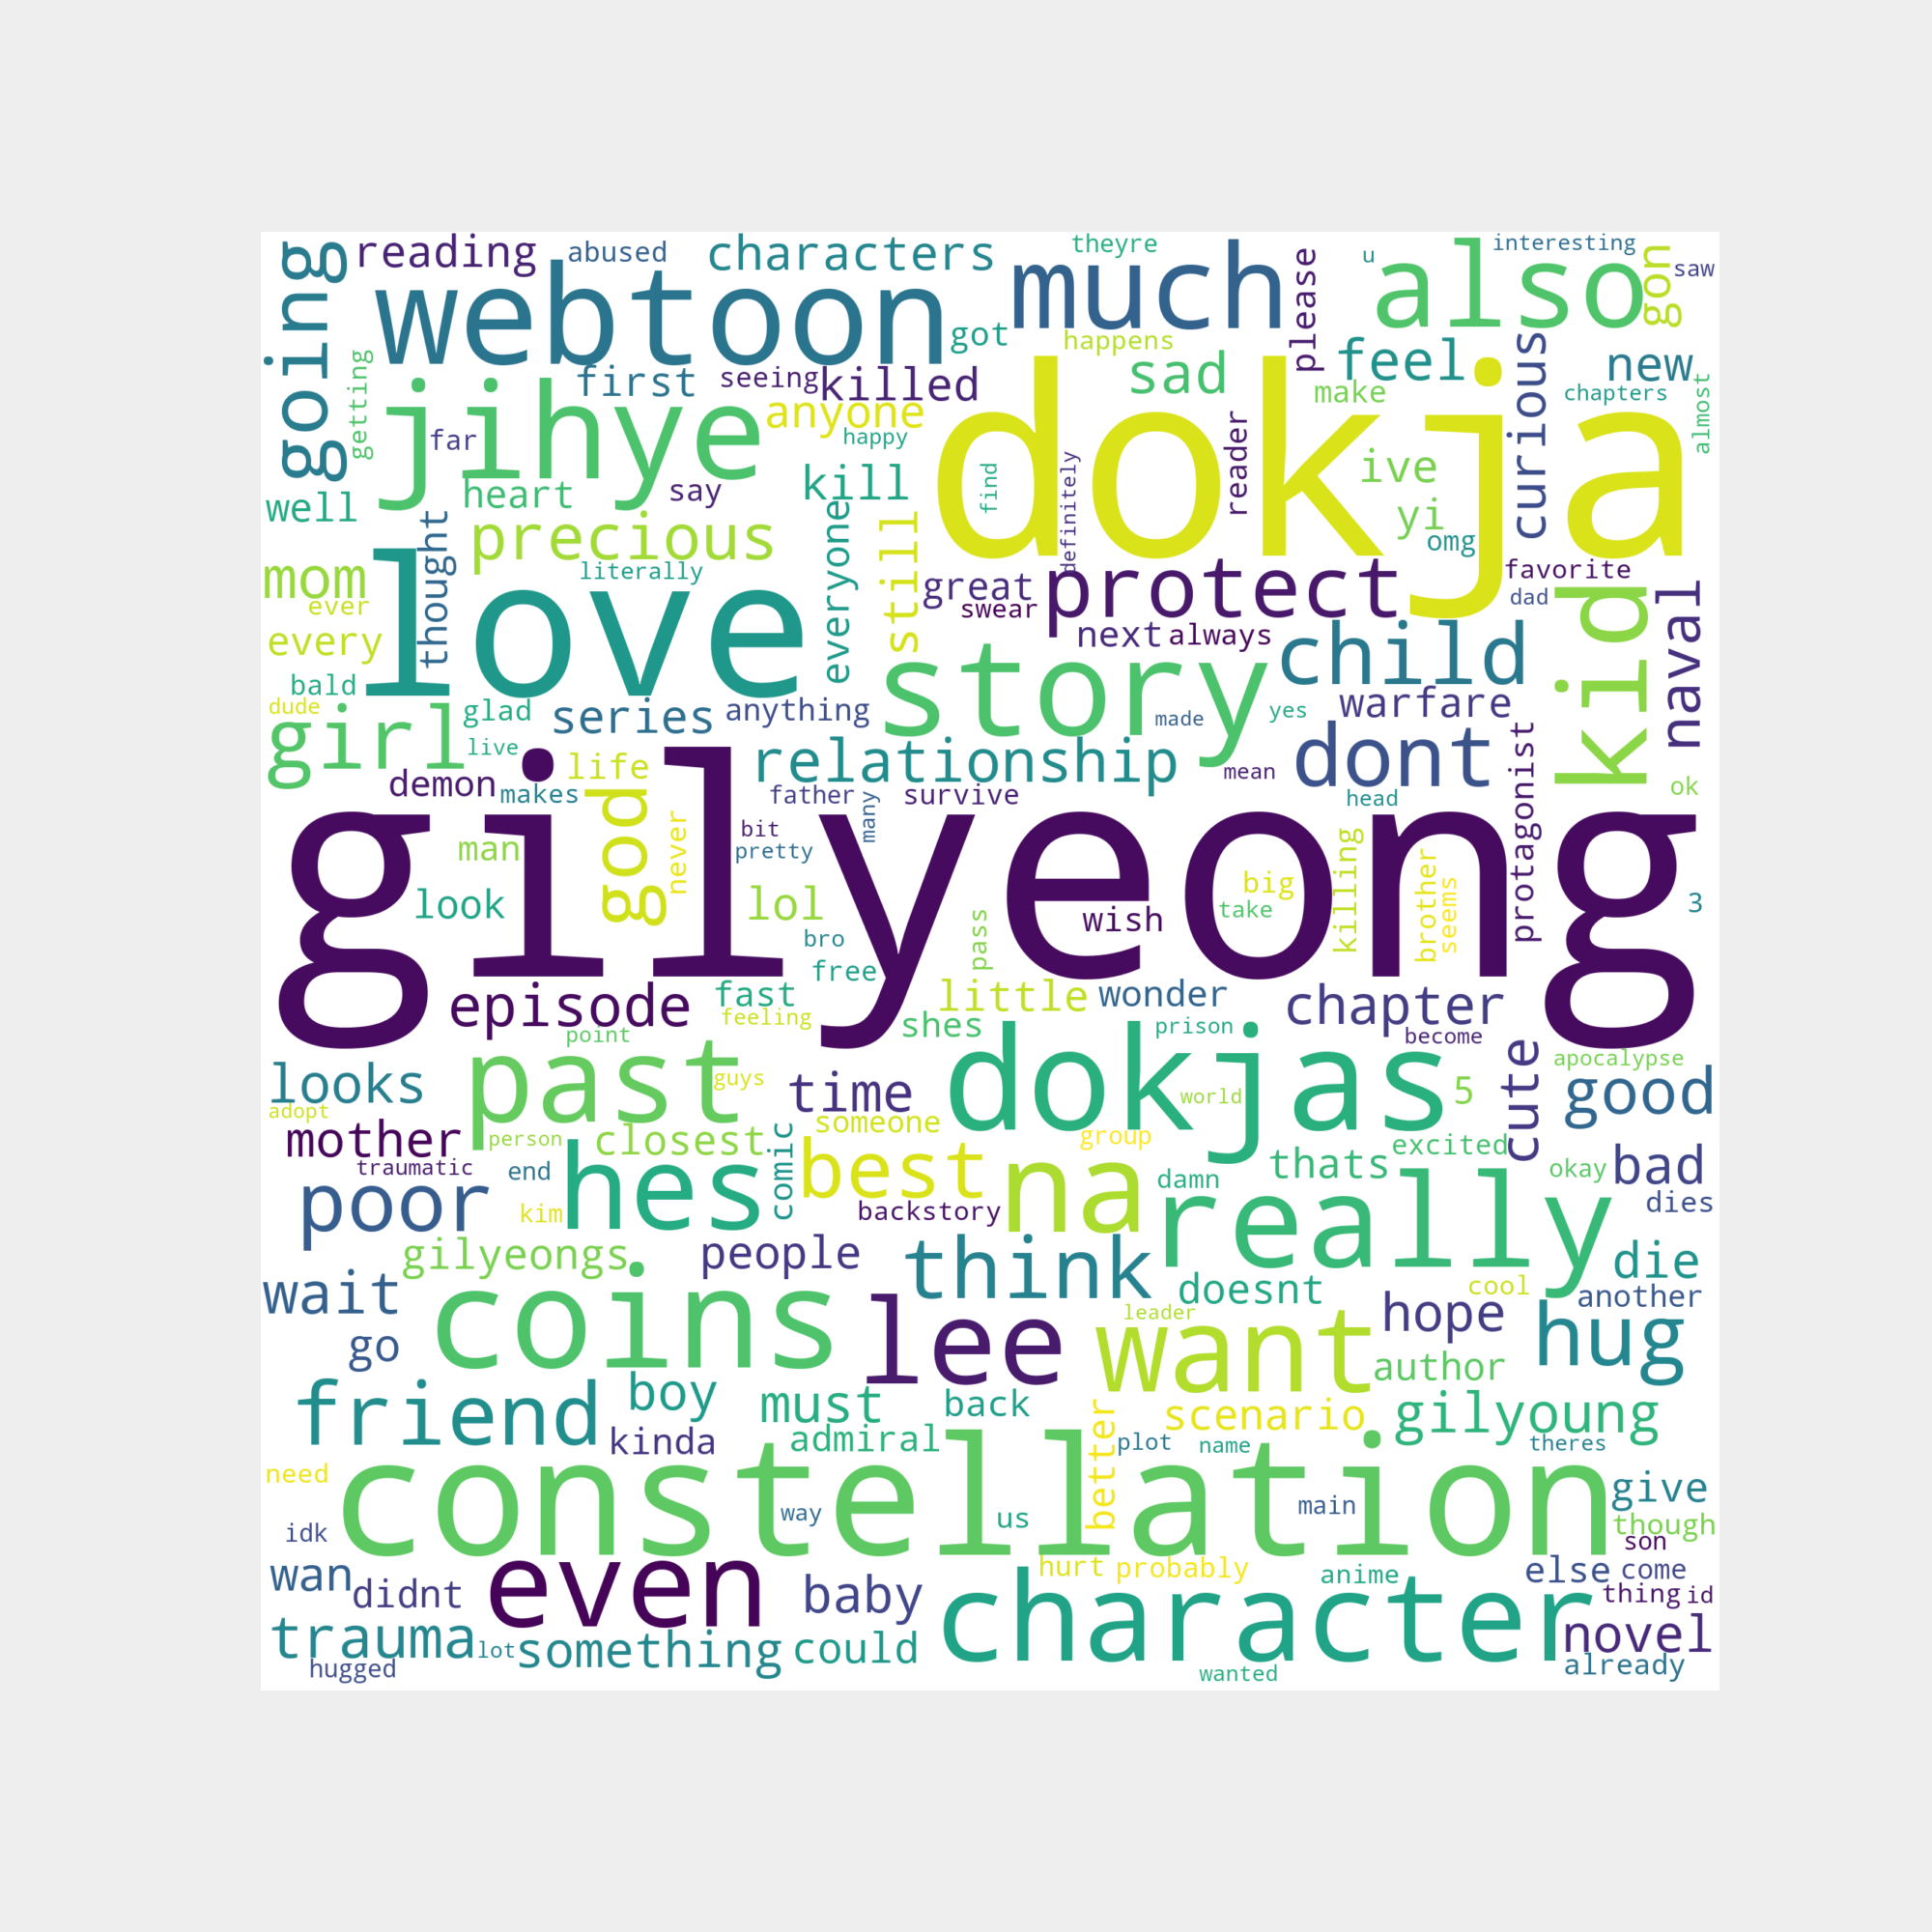 going
reading
abused
characters
theyre
much
please
u
also
interesting
gon
saw
webtoon
got
happens
feel
curious
new
getting
jihye
first
seeing
killed
sad
dokja
make
chapters
almost
far
anyone
happy
find
definitely
reader
ive
well
heart
say
kill
still
yi
omg
thought
precious
everyone
mom
love
literally
great
protect
favorite
kid
naval
ever
swear
dad
every
next
always
story
child
bald
warfare
dude
girl
glad
series
anything
made
yes
live
relationship
dont
protagonist
demon
makes
life
mean
father
many
survive
head
ok
gilyeong
god
never
man
bit
pretty
look
lol
big
killing
brother
seems
take
wish
3
bro
pass
free
episode
fast
little
wonder
chapter
feeling
shes
prison
become
point
past
dokjas
cute
apocalypse
looks
guys
time
5
good
adopt
world
someone
mother
person
closest
comic
group
excited
traumatic
end
hes
best
na
thats
okay
bad
poor
damn
really
dies
kim
backstory
gilyeongs
people
think
die
wait
doesnt
cool
another
coins
lee
leader
want
hope
hug
go
author
friend
boy
must
back
better
scenario
gilyoung
kinda
admiral
plot
name
theres
need
constellation
give
way
us
main
though
idk
son
wan
even
hurt
probably
anime
else
come
didnt
baby
character
thing
id
trauma
lot
something
could
novel
hugged
wanted
already